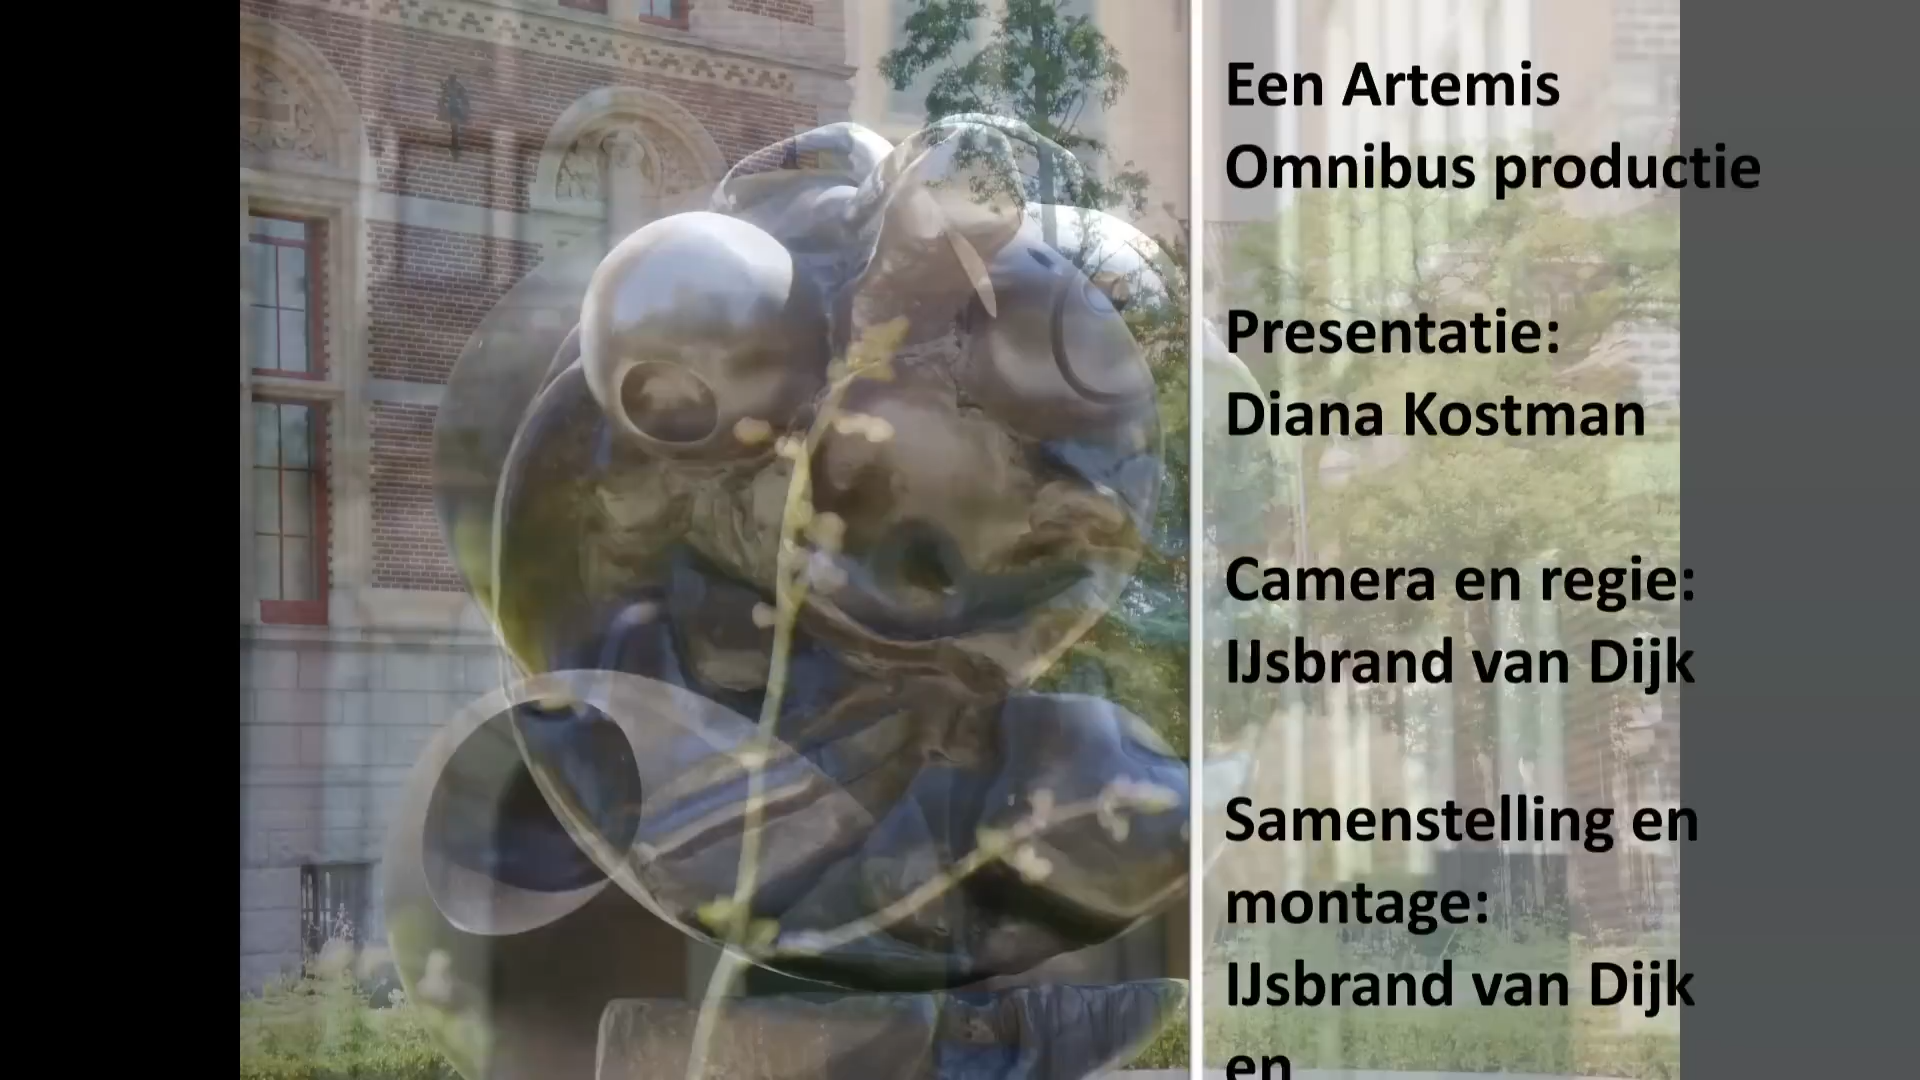 Een Artemis
Omnibus productie
Presentatie:
Diana Kostman
Camera en regie:
IJsbrand van Dijk
Samenstelling en
montage:
IJsbrand van Dijk
en